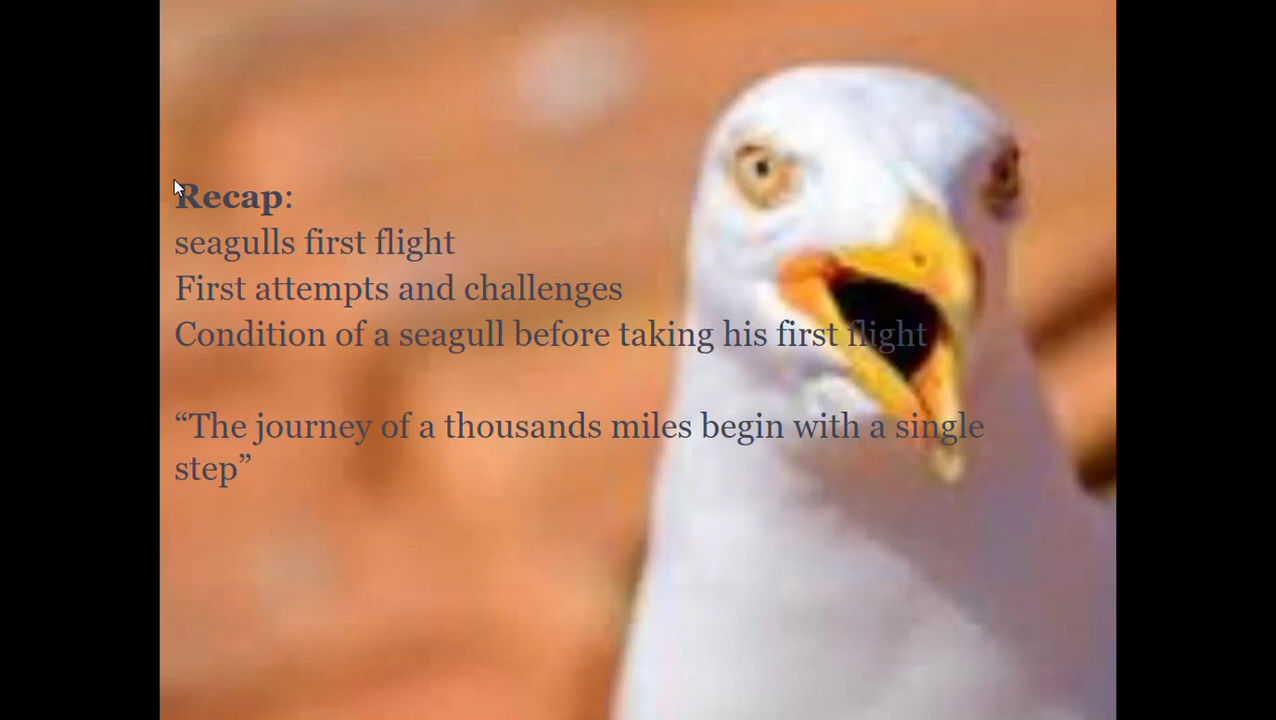 Recap:
seagulls first flight
First attempts and challenges
Condition of a seagull before taking his first flight
“The journey of a thousands miles begin with a single
step”